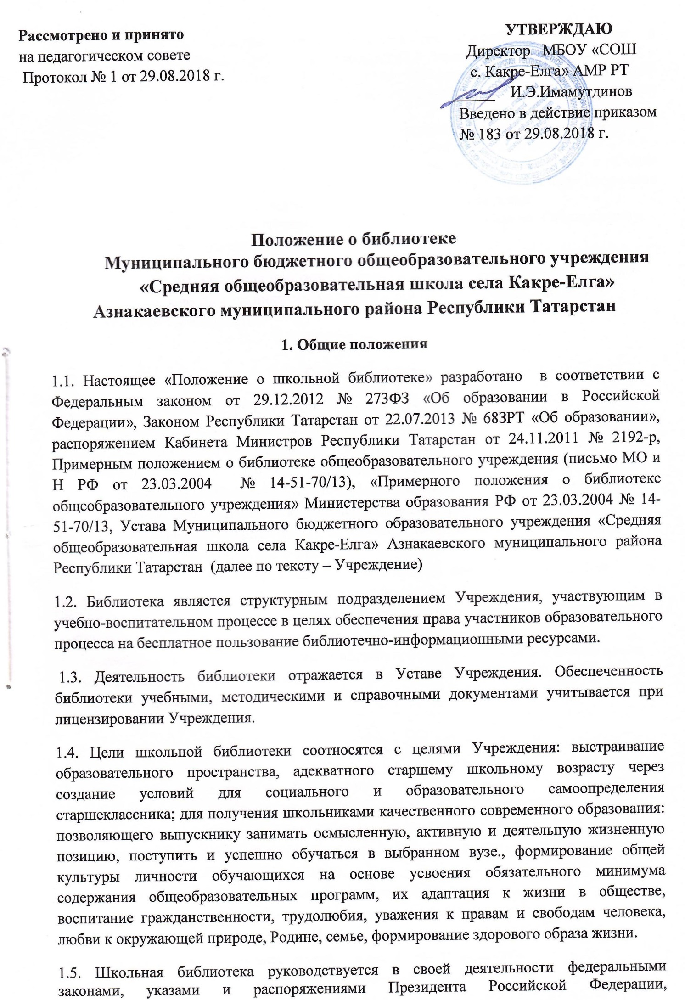 Рассмотрено и принято
на педагогическом совете
Протокол № 1 от 29.08.2018 г.
УТВЕРЖДАЮ
Директор МБОУ «СОШ
с. Какре-Елга» АМР РТ
______ И.Э.Имамутдинов
Введено в действие приказом
№ 183 от 29.08.2018 г.
Положение о библиотеке
Муниципального бюджетного общеобразовательного учреждения
«Средняя общеобразовательная школа села Какре-Елга»
Азнакаевского муниципального района Республики Татарстан
1. Общие положения
1.1. Настоящее «Положение о школьной библиотеке» разработано в соответствии с
Федеральным законом от 29.12.2012 № 273ФЗ «Об образовании в Российской
Федерации», Законом Республики Татарстан от 22.07.2013 № 68ЗРТ «Об образовании»,
распоряжением Кабинета Министров Республики Татарстан от 24.11.2011 № 2192-р,
Примерным положением о библиотеке общеобразовательного учреждения (письмо МО и
Н РФ от 23.03.2004 № 14-51-70/13), «Примерного положения о библиотеке
общеобразовательного учреждения» Министерства образования РФ от 23.03.2004 № 14-
51-70/13, Устава Муниципального бюджетного образовательного учреждения «Средняя
общеобразовательная школа села Какре-Елга» Азнакаевского муниципального района
Республики Татарстан (далее по тексту – Учреждение)
1.2. Библиотека является структурным подразделением Учреждения, участвующим в
учебно-воспитательном процессе в целях обеспечения права участников образовательного
процесса на бесплатное пользование библиотечно-информационными ресурсами.
1.3. Деятельность библиотеки отражается в Уставе Учреждения. Обеспеченность
библиотеки учебными, методическими и справочными документами учитывается при
лицензировании Учреждения.
1.4. Цели школьной библиотеки соотносятся с целями Учреждения: выстраивание
образовательного пространства, адекватного старшему школьному возрасту через
создание условий для социального и образовательного самоопределения
старшеклассника; для получения школьниками качественного современного образования:
позволяющего выпускнику занимать осмысленную, активную и деятельную жизненную
позицию, поступить и успешно обучаться в выбранном вузе., формирование общей
культуры личности обучающихся на основе усвоения обязательного минимума
содержания общеобразовательных программ, их адаптация к жизни в обществе,
воспитание гражданственности, трудолюбия, уважения к правам и свободам человека,
любви к окружающей природе, Родине, семье, формирование здорового образа жизни.
1.5. Школьная библиотека руководствуется в своей деятельности федеральными
законами, указами и распоряжениями Президента Российской Федерации,